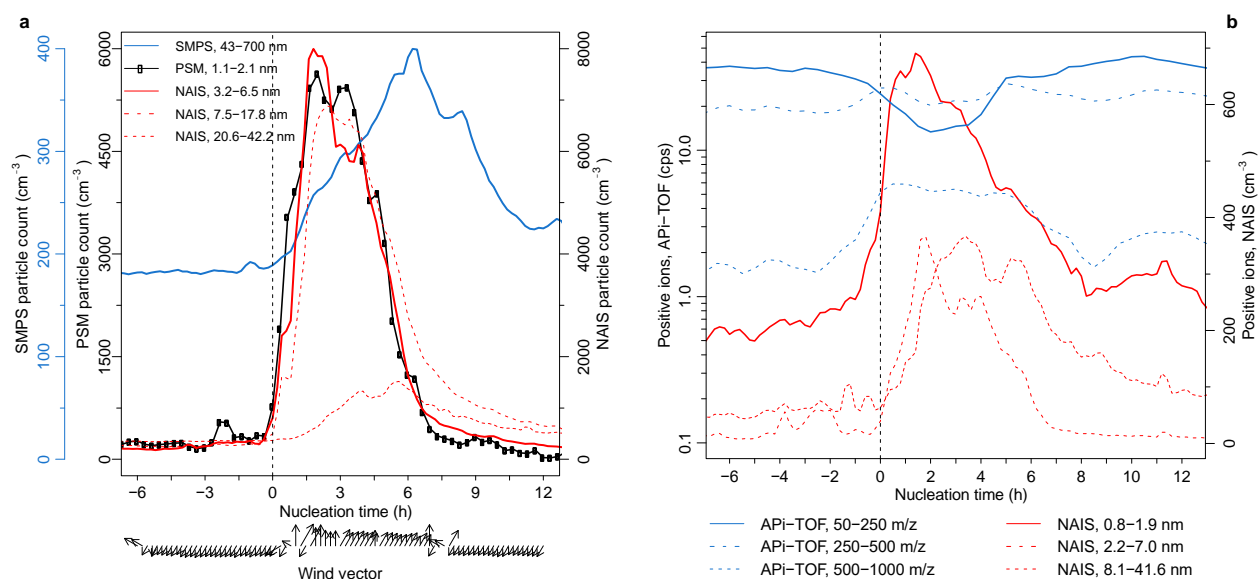 a
SMPS, 43−700 nm
PSM, 1.1−2.1 nm
NAIS, 3.2−6.5 nm
NAIS, 7.5−17.8 nm
NAIS, 20.6−42.2 nm
SMPS particle count (cm−3)
0 100 200 300 400
PSM particle count (cm−3)
0 1500 3000 4500 6000
NAIS particle count (cm−3)
0 2000 4000 6000 8000
−6 −3 0 3 6 9 12
Nucleation time (h)
Wind vector
b
Positive ions, APi−TOF (cps)
0.1 1.0 10.0
Positive ions, NAIS (cm−3)
0 200 400 600
−6 −4 −2 0 2 4 6 8 10 12
Nucleation time (h)
APi−TOF, 50−250 m/z
APi−TOF, 250−500 m/z
APi−TOF, 500−1000 m/z
NAIS, 0.8−1.9 nm
NAIS, 2.2−7.0 nm
NAIS, 8.1−41.6 nm